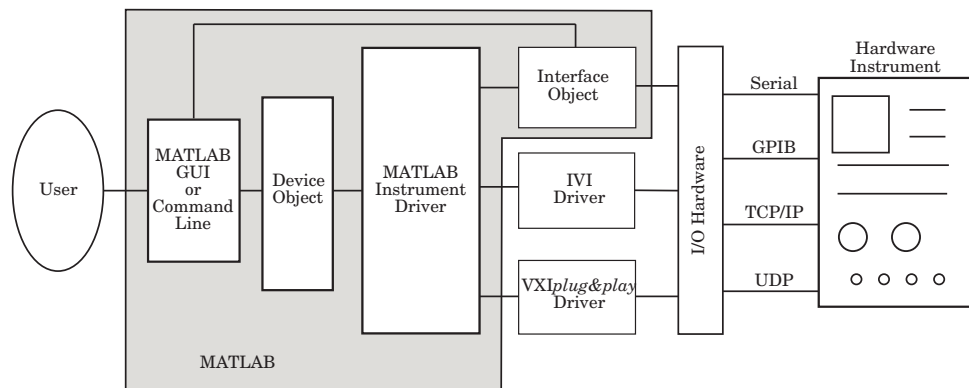 User
MATLAB
GUI
or
Command
Line
Device
Object
MATLAB
Instrument
Driver
Interface
Object
IVI
Driver
VXIplug&play
Driver
I/O Hardware
Serial
GPIB
TCP/IP
UDP
Hardware
Instrument
MATLAB